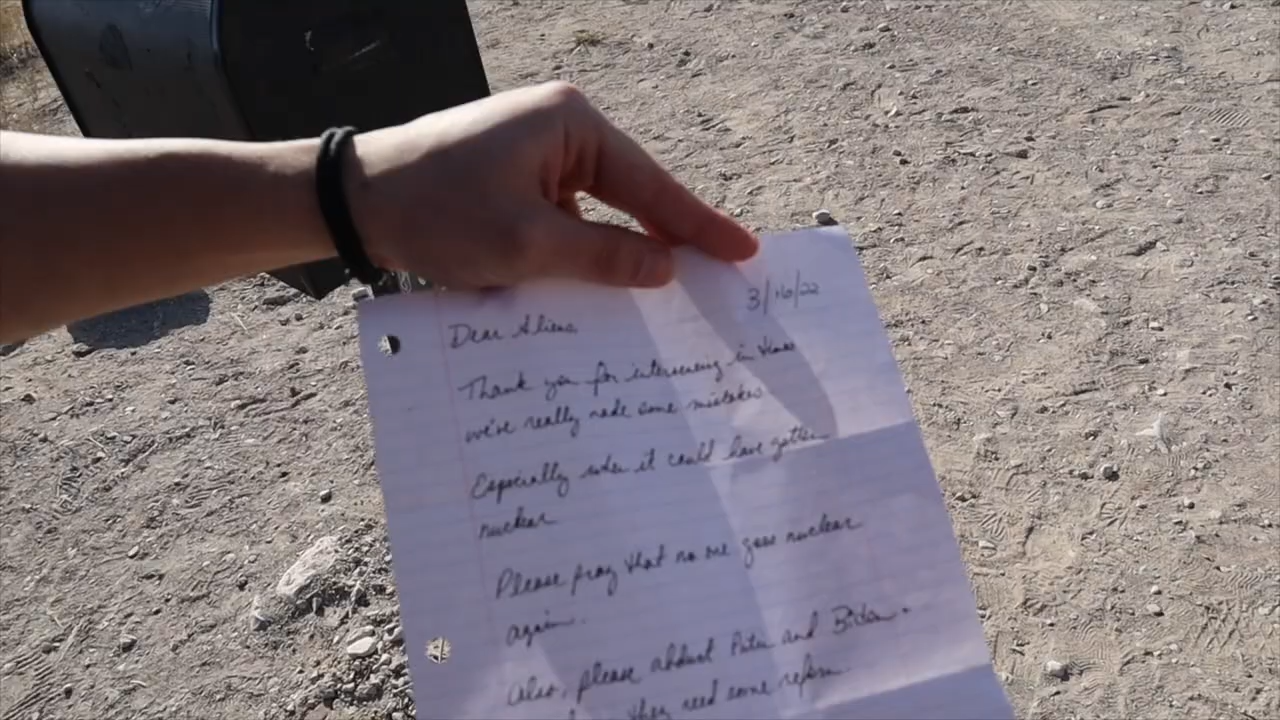 3/16/22
Dear Aliens,
Thank you for intervening in times
we've really made some mistakes.
Especially when it could have gotten
nuclear.
Please pray that no one goes nuclear
again.
Also, please abduct Putin and Biden.
they need some reform.